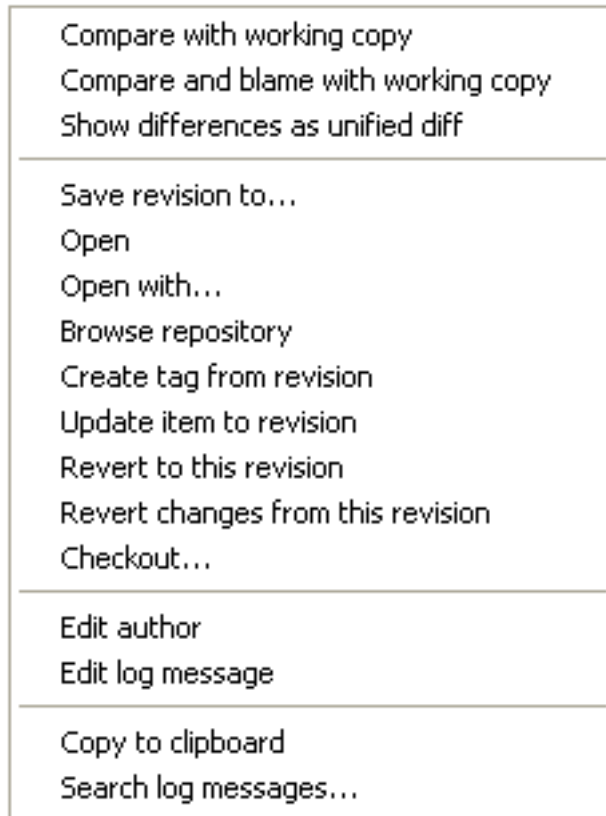 Compare with working copy
Compare and blame with working copy
Show differences as unified diff
Save revision to...
Open
Open with...
Browse repository
Create tag from revision
Update item to revision
Revert to this revision
Revert changes from this revision
Checkout...
Edit author
Edit log message
Copy to clipboard
Search log messages...